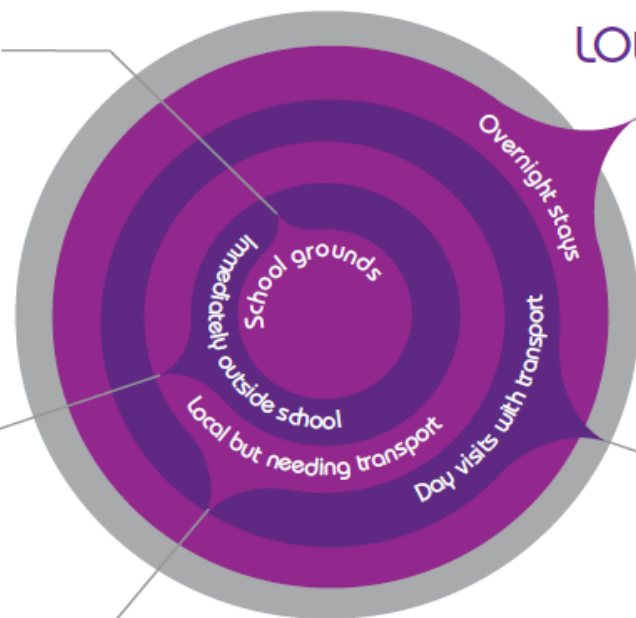 School grounds
Immediately outside school
Local but needing transport
Day visits with transport
Overnight stays